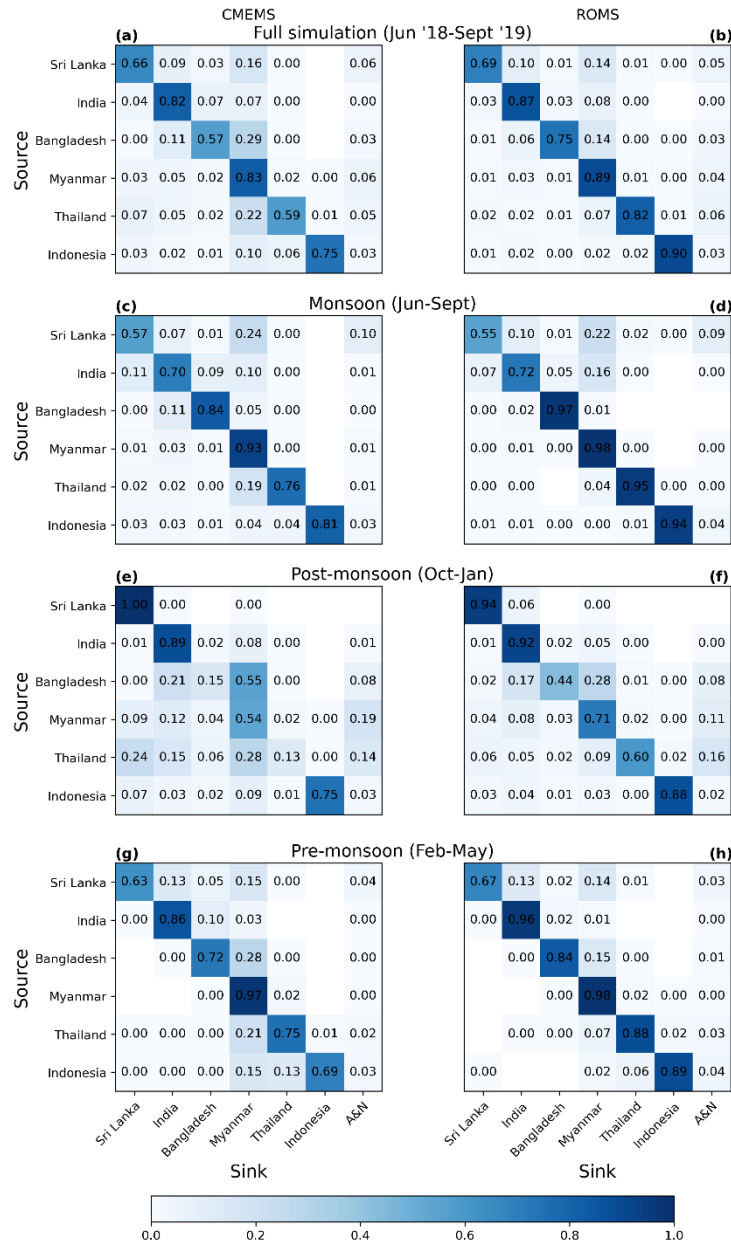 CMEMS ROMS
Full simulation (Jun '18-Sept '19)
(a) (b)
Sri Lanka 0.66 0.09 0.03 0.16 0.00 0.06 0.69 0.10 0.01 0.14 0.01 0.00 0.05
India 0.04 0.82 0.07 0.07 0.00 0.00 0.03 0.87 0.03 0.08 0.00 0.00
Bangladesh 0.00 0.11 0.57 0.29 0.00 0.03 0.01 0.06 0.75 0.14 0.00 0.00 0.03
Myanmar 0.03 0.05 0.02 0.83 0.02 0.00 0.06 0.01 0.03 0.01 0.89 0.01 0.00 0.04
Thailand 0.07 0.05 0.02 0.22 0.59 0.01 0.05 0.02 0.02 0.01 0.07 0.82 0.01 0.06
Indonesia 0.03 0.02 0.01 0.10 0.06 0.75 0.03 0.01 0.02 0.00 0.02 0.02 0.90 0.03
Source
Monsoon (Jun-Sept)
(c) (d)
Sri Lanka 0.57 0.07 0.01 0.24 0.00 0.10 0.55 0.10 0.01 0.22 0.02 0.00 0.09
India 0.11 0.70 0.09 0.10 0.00 0.01 0.07 0.72 0.05 0.16 0.00 0.00
Bangladesh 0.00 0.11 0.84 0.05 0.00 0.00 0.00 0.02 0.97 0.01 0.00
Myanmar 0.01 0.03 0.01 0.93 0.00 0.01 0.00 0.01 0.00 0.98 0.00 0.00
Thailand 0.02 0.02 0.00 0.19 0.76 0.01 0.00 0.00 0.04 0.95 0.00 0.00
Indonesia 0.03 0.03 0.01 0.04 0.04 0.81 0.03 0.01 0.01 0.00 0.00 0.01 0.94 0.04
Source
Post-monsoon (Oct-Jan)
(e) (f)
Sri Lanka 1.00 0.00 0.00 0.94 0.06 0.00
India 0.01 0.89 0.02 0.08 0.00 0.01 0.01 0.92 0.02 0.05 0.00 0.00
Bangladesh 0.00 0.21 0.15 0.55 0.00 0.08 0.02 0.17 0.44 0.28 0.01 0.00 0.08
Myanmar 0.09 0.12 0.04 0.54 0.02 0.00 0.19 0.04 0.08 0.03 0.71 0.02 0.00 0.11
Thailand 0.24 0.15 0.06 0.28 0.13 0.00 0.14 0.06 0.05 0.02 0.09 0.60 0.02 0.16
Indonesia 0.07 0.03 0.02 0.09 0.01 0.75 0.03 0.03 0.04 0.01 0.03 0.00 0.88 0.02
Source
Pre-monsoon (Feb-May)
(g) (h)
Sri Lanka 0.63 0.13 0.05 0.15 0.00 0.04 0.67 0.13 0.02 0.14 0.01 0.03
India 0.00 0.86 0.10 0.03 0.00 0.00 0.96 0.02 0.01 0.00
Bangladesh 0.00 0.72 0.28 0.00 0.00 0.00 0.84 0.15 0.00 0.01
Myanmar 0.00 0.97 0.02 0.00 0.00 0.98 0.02 0.00 0.00
Thailand 0.00 0.00 0.00 0.21 0.75 0.01 0.02 0.00 0.00 0.07 0.88 0.02 0.03
Indonesia 0.00 0.00 0.00 0.15 0.13 0.69 0.03 0.00 0.02 0.06 0.89 0.04
Source
Sri Lanka India Bangladesh Myanmar Thailand Indonesia A&N Sri Lanka India Bangladesh Myanmar Thailand Indonesia A&N
Sink Sink
0.0 0.2 0.4 0.6 0.8 1.0